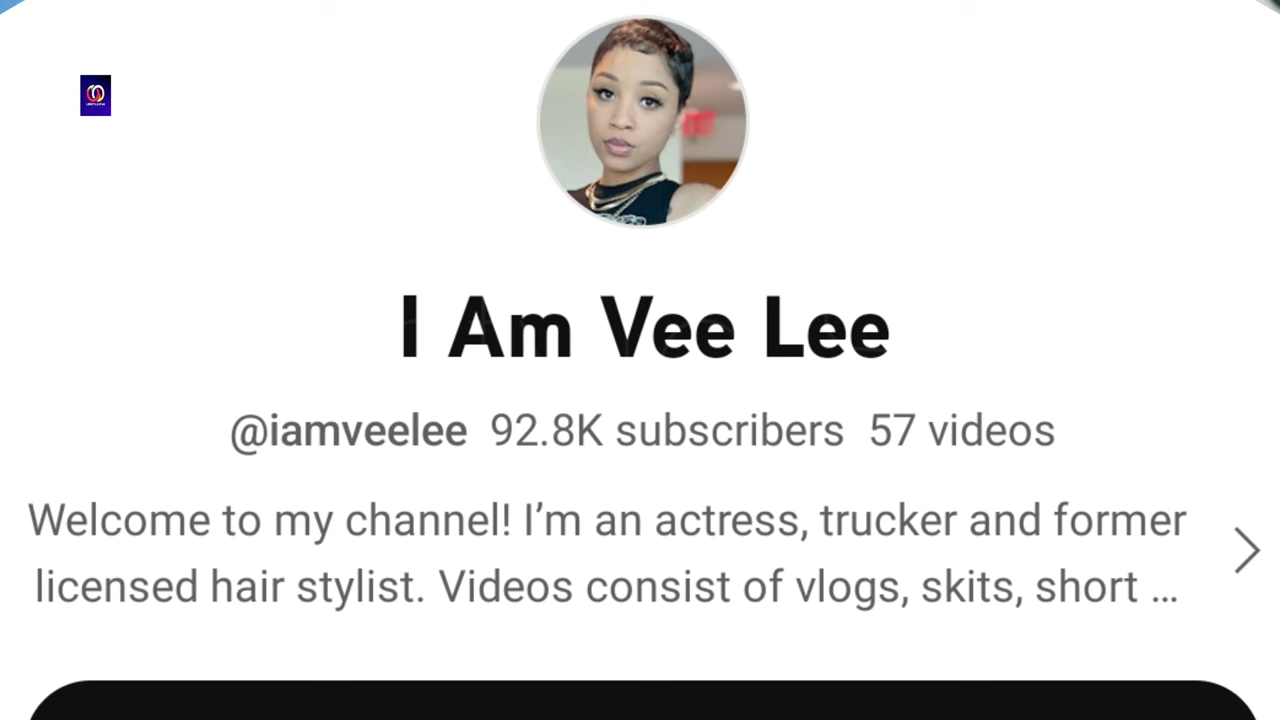 I Am Vee Lee
@iamveelee 92.8K subscribers 57 videos
Welcome to my channel! I’m an actress, trucker and former
licensed hair stylist. Videos consist of vlogs, skits, short ...